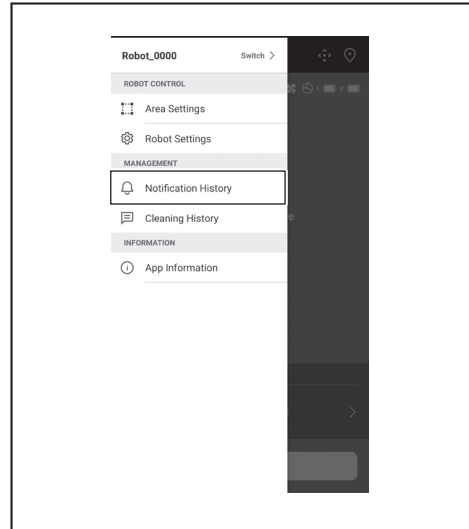 Robot_0000
Switch >
ROBOT CONTROL
Area Settings
Robot Settings
MANAGEMENT
Notification History
Cleaning History
INFORMATION
App Information